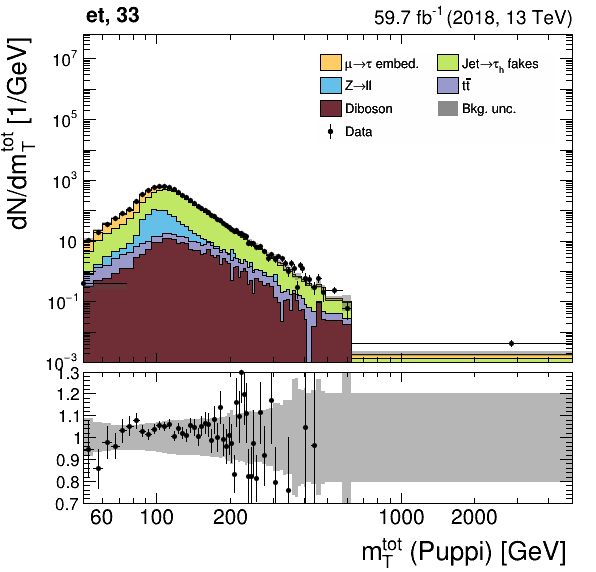 et, 33
59.7 fb⁻¹ (2018, 13 TeV)
dN/dm_T^tot [1/GeV]
μ→τ embed.
Jet→τ_h fakes
Z→ll
tt̄
Diboson
Bkg. unc.
Data
10⁷
10⁵
10³
10
10⁻¹
10⁻³
1.3
1.2
1.1
1
0.9
0.8
0.7
60
100
200
1000
2000
m_T^tot (Puppi) [GeV]